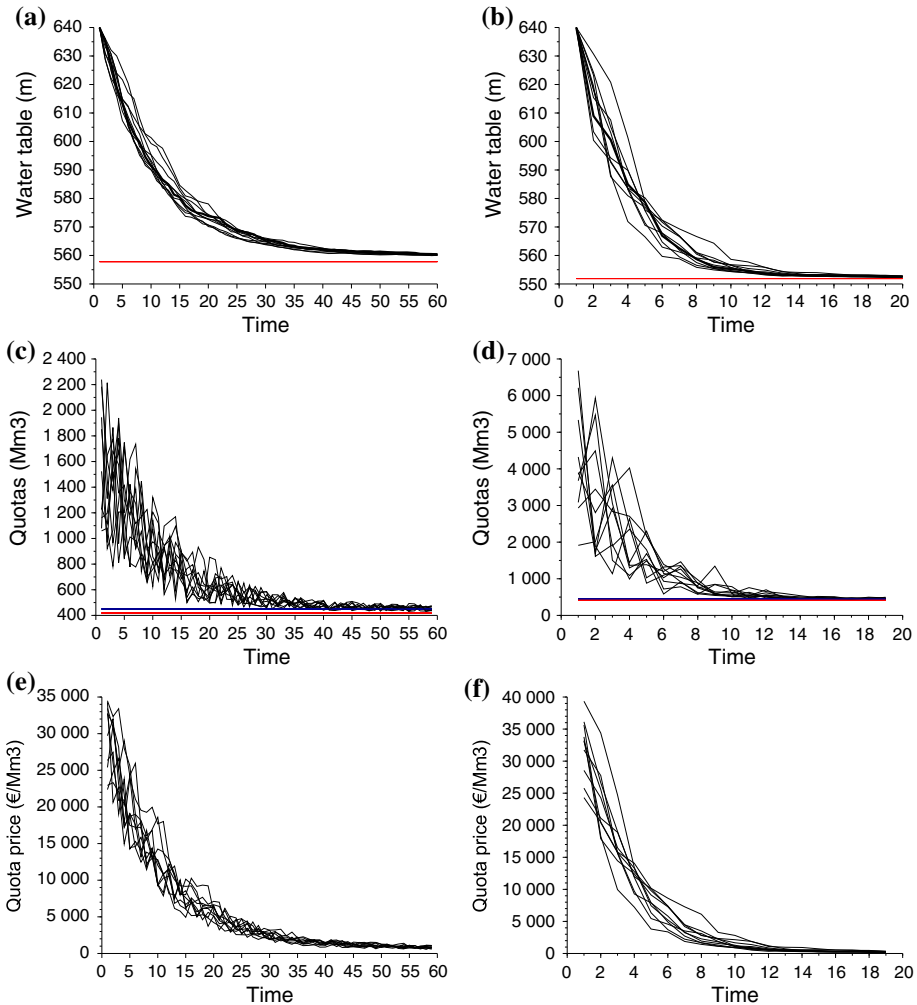 (a)
Water table (m)
640
630
620
610
600
590
580
570
560
550
0 5 10 15 20 25 30 35 40 45 50 55 60
Time
(b)
Water table (m)
640
630
620
610
600
590
580
570
560
550
0 2 4 6 8 10 12 14 16 18 20
Time
(c)
Quotas (Mm3)
2 400
2 200
2 000
1 800
1 600
1 400
1 200
1 000
800
600
400
0 5 10 15 20 25 30 35 40 45 50 55 60
Time
(d)
Quotas (Mm3)
7 000
6 000
5 000
4 000
3 000
2 000
1 000
0
0 2 4 6 8 10 12 14 16 18 20
Time
(e)
Quota price (€/Mm3)
35 000
30 000
25 000
20 000
15 000
10 000
5 000
0
0 5 10 15 20 25 30 35 40 45 50 55 60
Time
(f)
Quota price (€/Mm3)
40 000
35 000
30 000
25 000
20 000
15 000
10 000
5 000
0
0 2 4 6 8 10 12 14 16 18 20
Time